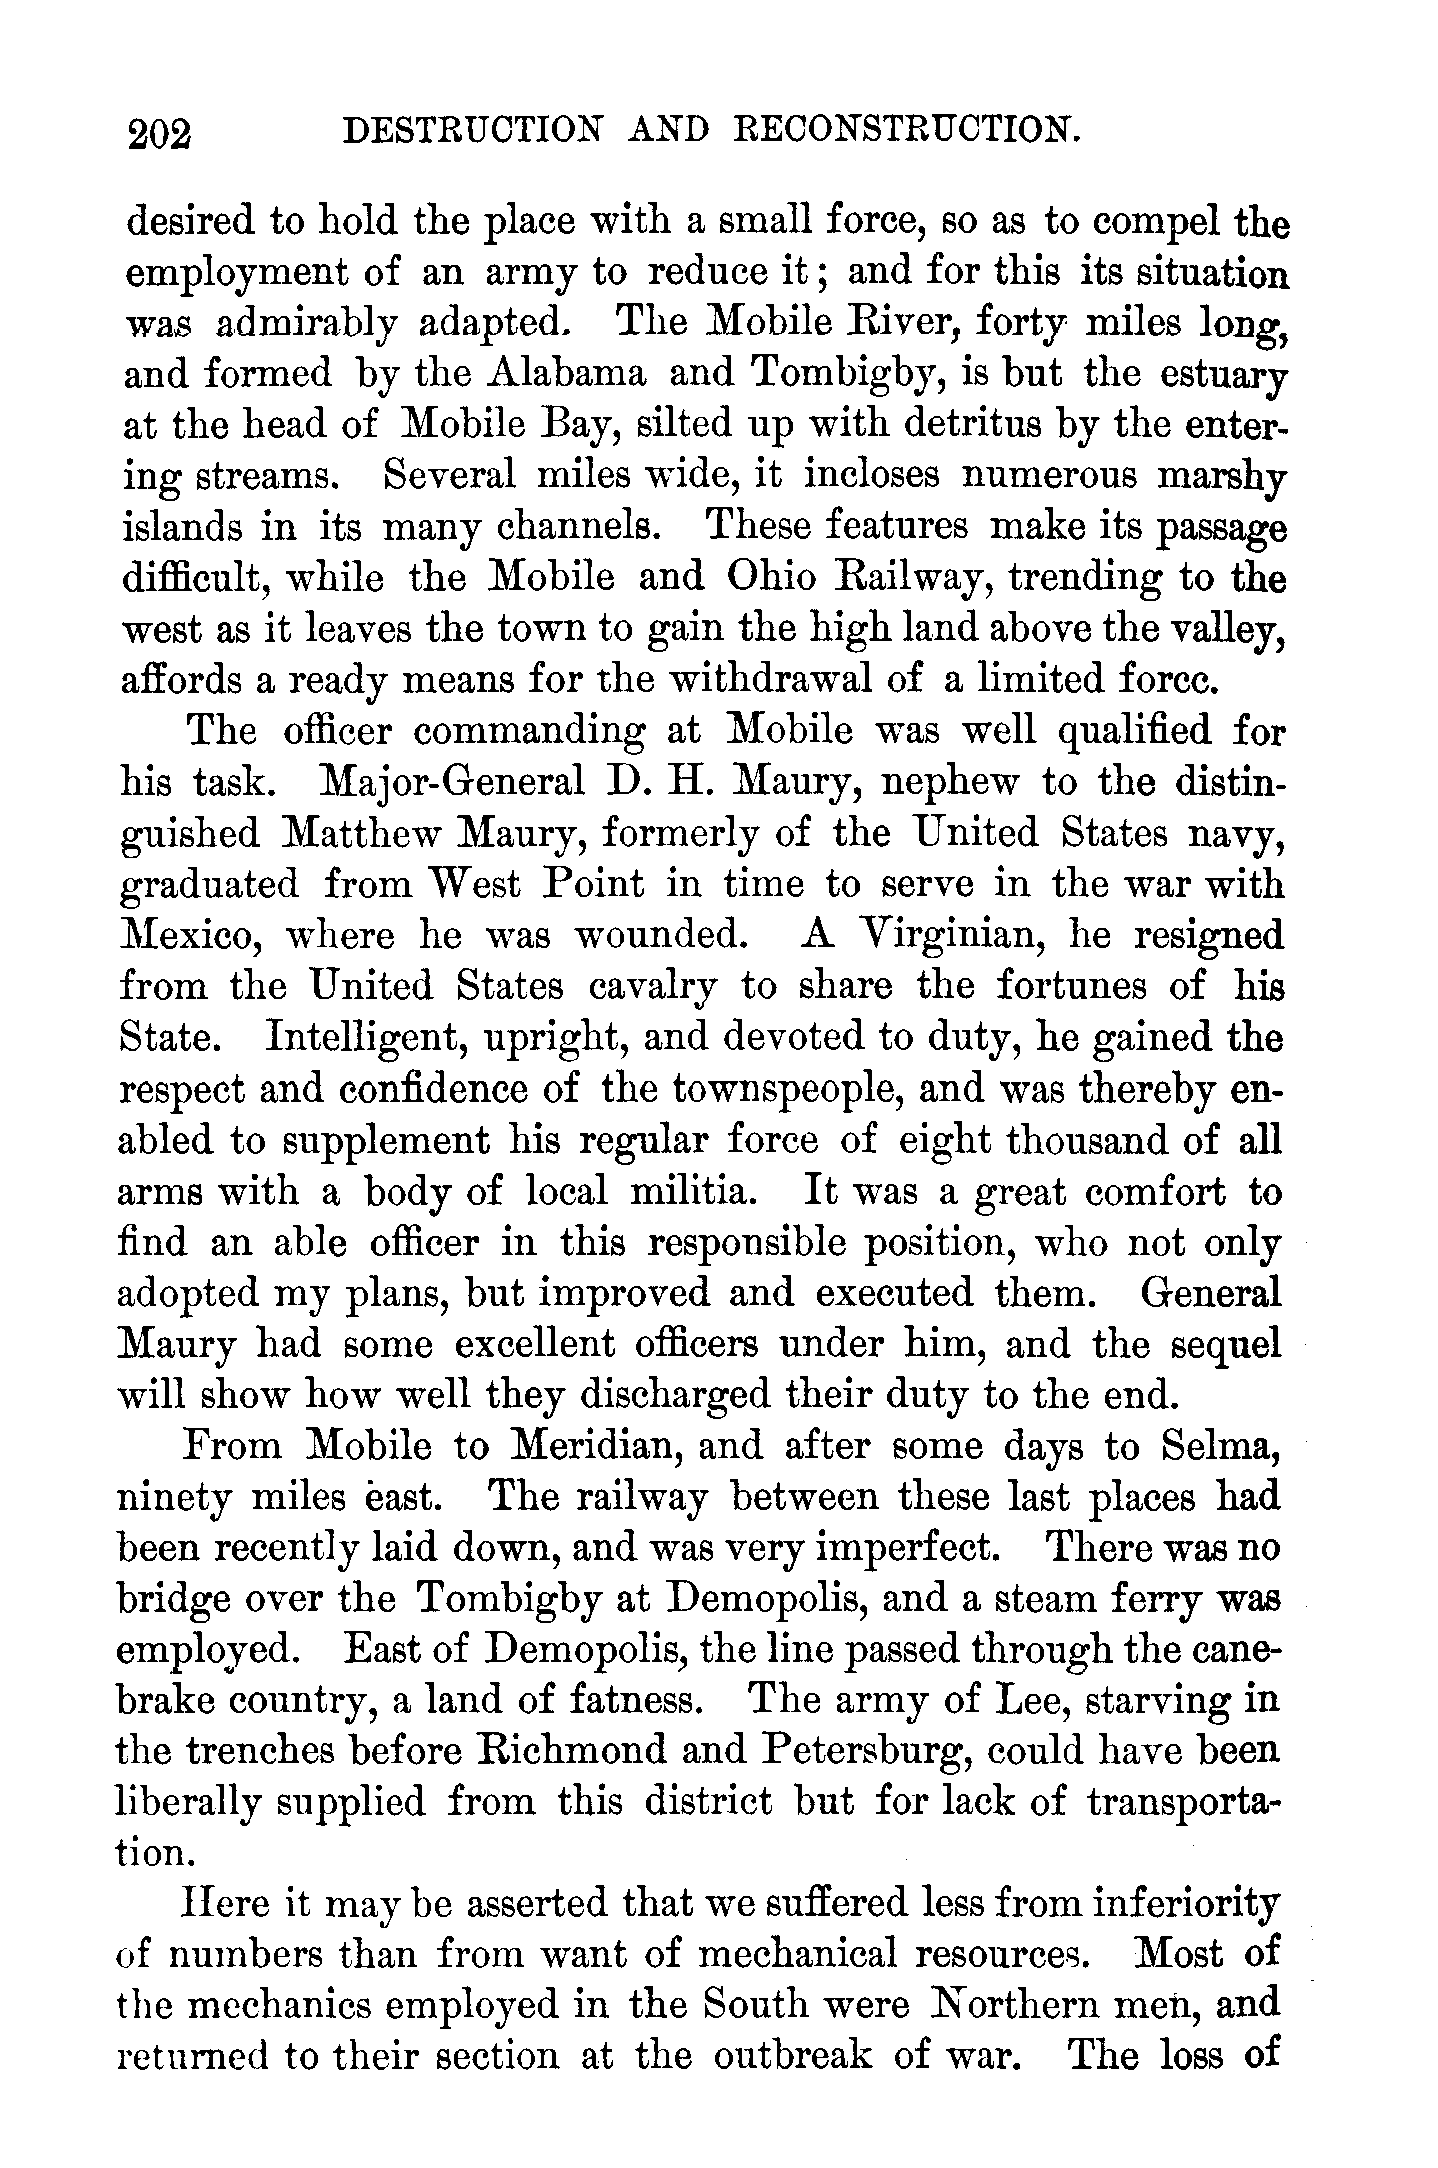 202 DESTRUCTION AND RECONSTRUCTION.
desired to hold the place with a small force, so as to compel the
employment of an army to reduce it; and for this its situation
was admirably adapted. The Mobile River, forty miles long,
and formed by the Alabama and Tombigby, is but the estuary
at the head of Mobile Bay, silted up with detritus by the enter-
ing streams. Several miles wide, it incloses numerous marshy
islands in its many channels. These features make its passage
difficult, while the Mobile and Ohio Railway, trending to the
west as it leaves the town to gain the high land above the valley,
affords a ready means for the withdrawal of a limited force.
The officer commanding at Mobile was well qualified for
his task. Major-General D. H. Maury, nephew to the distin-
guished Matthew Maury, formerly of the United States navy,
graduated from West Point in time to serve in the war with
Mexico, where he was wounded. A Virginian, he resigned
from the United States cavalry to share the fortunes of his
State. Intelligent, upright, and devoted to duty, he gained the
respect and confidence of the townspeople, and was thereby en-
abled to supplement his regular force of eight thousand of all
arms with a body of local militia. It was a great comfort to
find an able officer in this responsible position, who not only
adopted my plans, but improved and executed them. General
Maury had some excellent officers under him, and the sequel
will show how well they discharged their duty to the end.
From Mobile to Meridian, and after some days to Selma,
ninety miles east. The railway between these last places had
been recently laid down, and was very imperfect. There was no
bridge over the Tombigby at Demopolis, and a steam ferry was
employed. East of Demopolis, the line passed through the cane-
brake country, a land of fatness. The army of Lee, starving in
the trenches before Richmond and Petersburg, could have been
liberally supplied from this district but for lack of transporta-
tion.
Here it may be asserted that we suffered less from inferiority
of numbers than from want of mechanical resources. Most of
the mechanics employed in the South were Northern men, and
returned to their section at the outbreak of war. The loss of